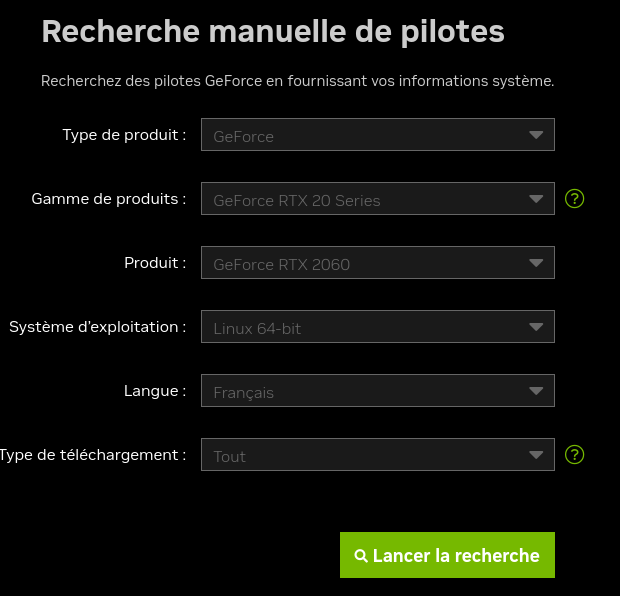 Recherche manuelle de pilotes
Recherchez des pilotes GeForce en fournissant vos informations système.
Type de produit : GeForce
Gamme de produits : GeForce RTX 20 Series ?
Produit : GeForce RTX 2060
Système d'exploitation : Linux 64-bit
Langue : Français
Type de téléchargement : Tout ?
Lancer la recherche